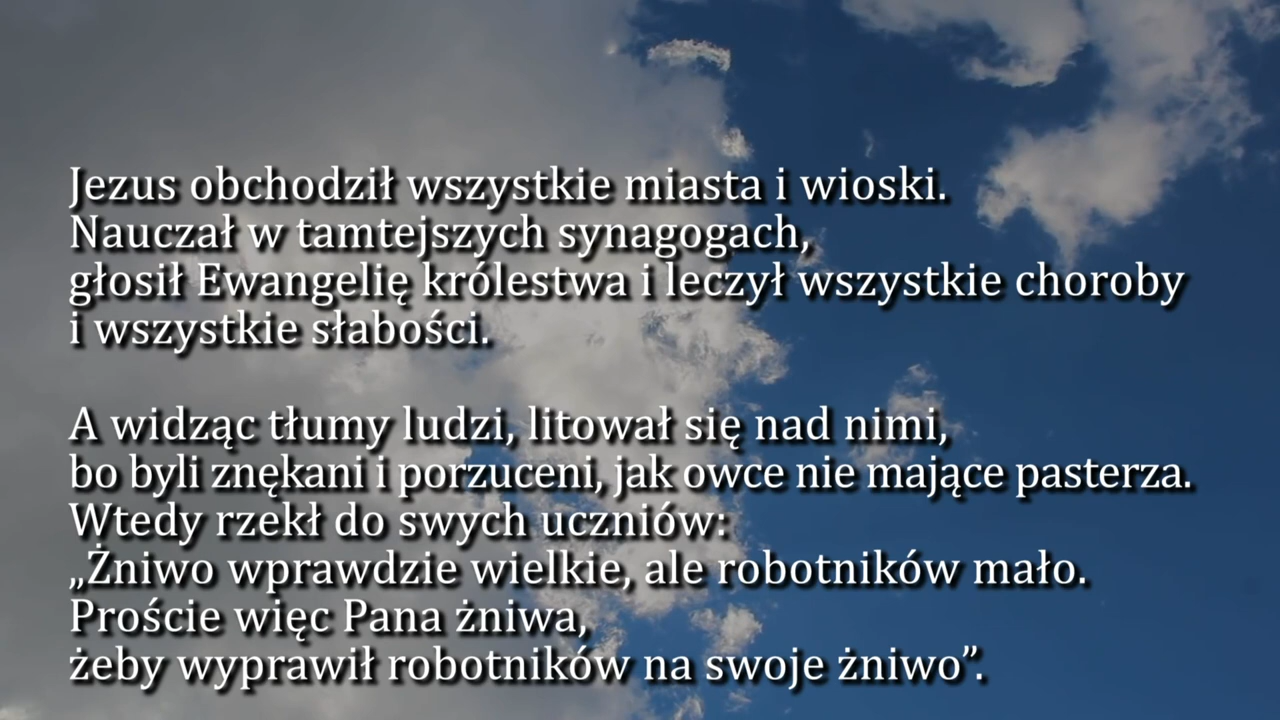 Jezus obchodził wszystkie miasta i wioski.
Nauczał w tamtejszych synagogach,
głosił Ewangelię królestwa i leczył wszystkie choroby
i wszystkie słabości.
A widząc tłumy ludzi, litował się nad nimi,
bo byli znękani i porzuceni, jak owce nie mające pasterza.
Wtedy rzekł do swych uczniów:
„Żniwo wprawdzie wielkie, ale robotników mało.
Proście więc Pana żniwa,
żeby wyprawił robotników na swoje żniwo”.